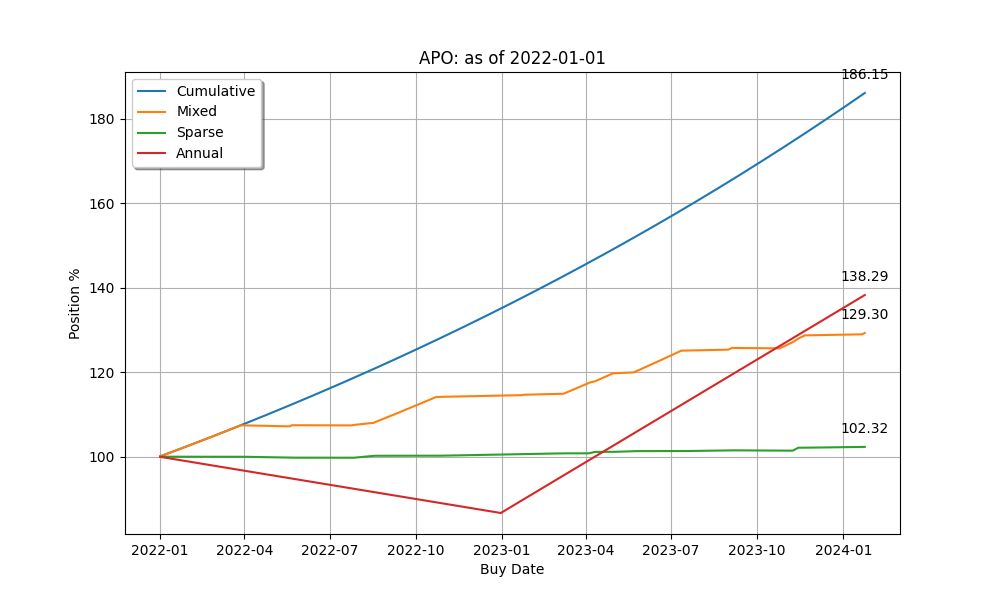 APO: as of 2022-01-01
Cumulative
Mixed
Sparse
Annual
186.15
138.29
129.30
102.32
180
160
140
120
100
Position %
2022-01 2022-04 2022-07 2022-10 2023-01 2023-04 2023-07 2023-10 2024-01
Buy Date